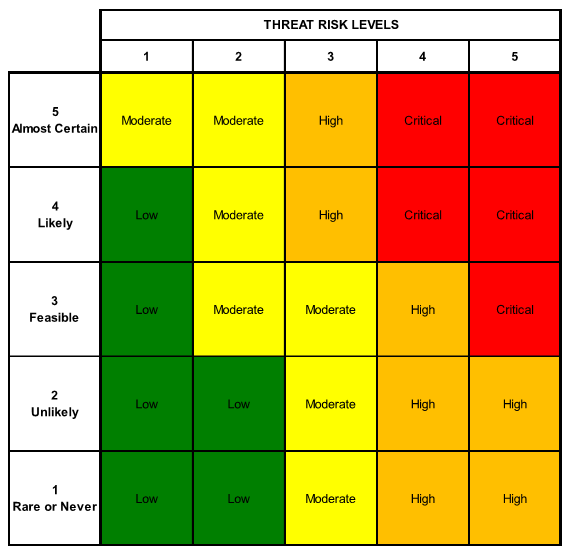 THREAT RISK LEVELS
1 2 3 4 5
5
Almost Certain
Moderate Moderate High Critical Critical
4
Likely
Low Moderate High Critical Critical
3
Feasible
Low Moderate Moderate High Critical
2
Unlikely
Low Low Moderate High High
1
Rare or Never
Low Low Moderate High High